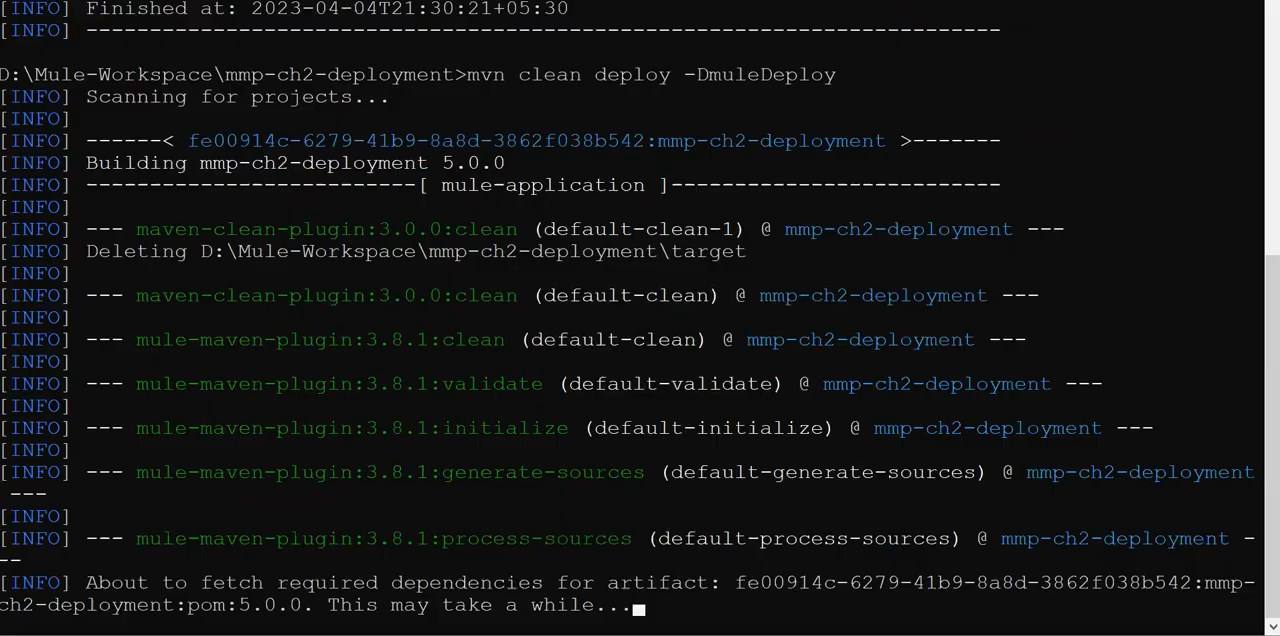 [INFO] Finished at: 2023-04-04T21:30:21+05:30
[INFO] ------------------------------------------------------------------------
D:\Mule-Workspace\mmp-ch2-deployment>mvn clean deploy -DmuleDeploy
[INFO] Scanning for projects...
[INFO]
[INFO] ------< fe00914c-6279-41b9-8a8d-3862f038b542:mmp-ch2-deployment >-------
[INFO] Building mmp-ch2-deployment 5.0.0
[INFO] --------------------------[ mule-application ]--------------------------
[INFO]
[INFO] --- maven-clean-plugin:3.0.0:clean (default-clean-1) @ mmp-ch2-deployment ---
[INFO] Deleting D:\Mule-Workspace\mmp-ch2-deployment\target
[INFO]
[INFO] --- maven-clean-plugin:3.0.0:clean (default-clean) @ mmp-ch2-deployment ---
[INFO]
[INFO] --- mule-maven-plugin:3.8.1:clean (default-clean) @ mmp-ch2-deployment ---
[INFO]
[INFO] --- mule-maven-plugin:3.8.1:validate (default-validate) @ mmp-ch2-deployment ---
[INFO]
[INFO] --- mule-maven-plugin:3.8.1:initialize (default-initialize) @ mmp-ch2-deployment ---
[INFO]
[INFO] --- mule-maven-plugin:3.8.1:generate-sources (default-generate-sources) @ mmp-ch2-deployment
---
[INFO]
[INFO] --- mule-maven-plugin:3.8.1:process-sources (default-process-sources) @ mmp-ch2-deployment -
--
[INFO] About to fetch required dependencies for artifact: fe00914c-6279-41b9-8a8d-3862f038b542:mmp-
ch2-deployment:pom:5.0.0. This may take a while...